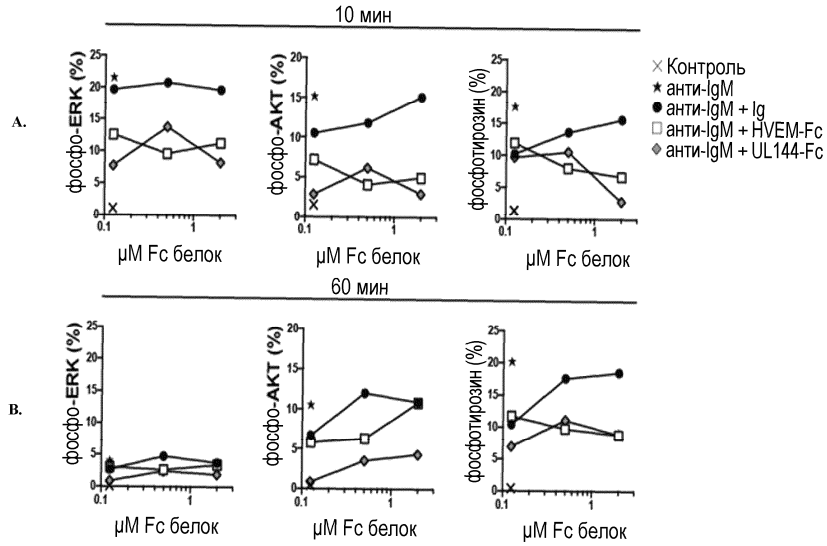 10 мин
А.
фосфо-ERK (%)
25
20
15
10
5
0
0.1
1
µM Fc белок
фосфо-AKT (%)
20
15
10
5
0
0.1
1
µM Fc белок
фосфотирозин (%)
25
20
15
10
5
0
0.1
1
µM Fc белок
Контроль
анти-IgM
анти-IgM + Ig
анти-IgM + HVEM-Fc
анти-IgM + UL144-Fc
60 мин
В.
фосфо-ERK (%)
25
20
15
10
5
0
0.1
1
µM Fc белок
фосфо-AKT (%)
20
15
10
5
0
0.1
1
µM Fc белок
фосфотирозин (%)
25
20
15
10
5
0
0.1
1
µM Fc белок